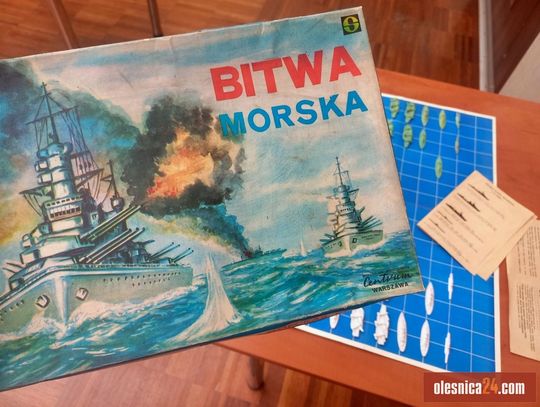 BITWA
MORSKA
Centrum
WARSZAWA
olesnica24.com